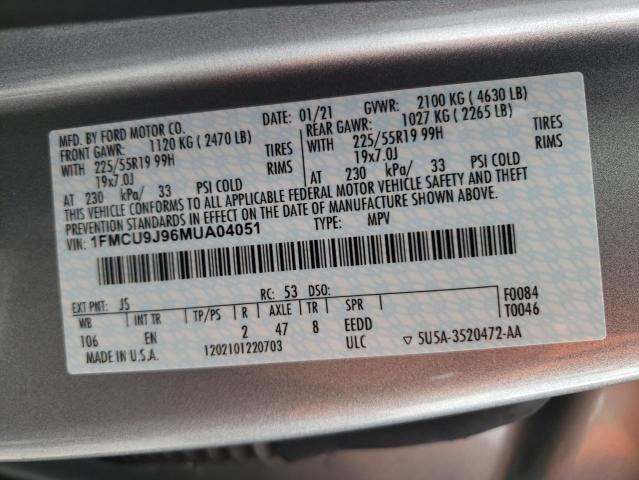 MFD. BY FORD MOTOR CO. DATE: 01/21 GVWR: 2100 KG ( 4630 LB)
FRONT GAWR: 1120 KG ( 2470 LB) REAR GAWR: 1027 KG ( 2265 LB)
WITH 225/55R19 99H TIRES WITH 225/55R19 99H TIRES
19x7.0J RIMS 19x7.0J RIMS
AT 230 kPa/ 33 PSI COLD AT 230 kPa/ 33 PSI COLD
THIS VEHICLE CONFORMS TO ALL APPLICABLE FEDERAL MOTOR VEHICLE SAFETY AND THEFT
PREVENTION STANDARDS IN EFFECT ON THE DATE OF MANUFACTURE SHOWN ABOVE.
VIN: 1FMCU9J96MUA04051 TYPE: MPV
EXT PNT: JS RC: 53 DSO: F0084
WB INT TR TP/PS R AXLE TR SPR T0046
106 EN 2 47 8 EEDD
MADE IN U.S.A. 1202101220703 ULC ▽ 5U5A-3520472-AA